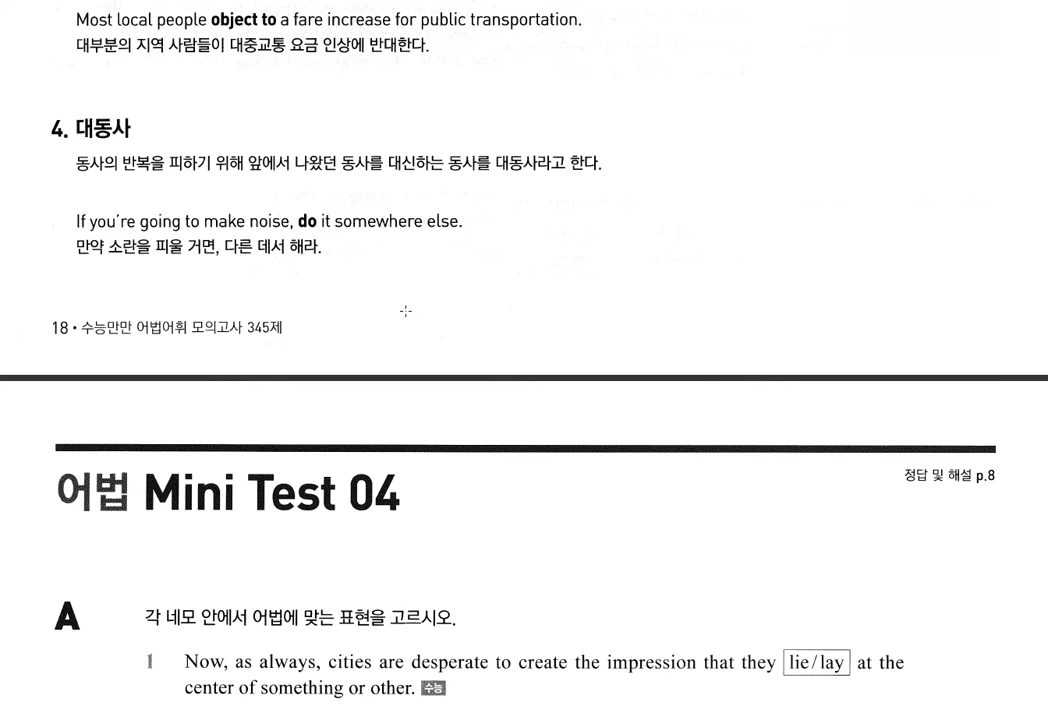 Most local people object to a fare increase for public transportation.
대부분의 지역 사람들이 대중교통 요금 인상에 반대한다.
4. 대동사
동사의 반복을 피하기 위해 앞에서 나왔던 동사를 대신하는 동사를 대동사라고 한다.
If you're going to make noise, do it somewhere else.
만약 소란을 피울 거면, 다른 데서 해라.
18 • 수능만만 어법어휘 모의고사 345제
어법 Mini Test 04
정답 및 해설 p.8
A 각 네모 안에서 어법에 맞는 표현을 고르시오.
1 Now, as always, cities are desperate to create the impression that they lie/lay at the
center of something or other. 수능